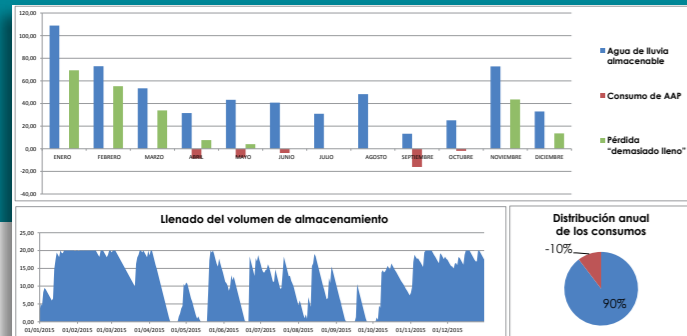 120,00
100,00
80,00
60,00
40,00
20,00
0,00
-20,00
-40,00
ENERO
FEBRERO
MARZO
ABRIL
MAYO
JUNIO
JULIO
AGOSTO
SEPTIEMBRE
OCTUBRE
NOVIEMBRE
DICIEMBRE
Agua de lluvia
almacenable
Consumo de AAP
Pérdida
"demasiado lleno"
Llenado del volumen de almacenamiento
25,00
20,00
15,00
10,00
5,00
0,00
01/01/2015
01/02/2015
01/03/2015
01/04/2015
01/05/2015
01/06/2015
01/07/2015
01/08/2015
01/09/2015
01/10/2015
01/11/2015
01/12/2015
Distribución anual
de los consumos
-10%
90%